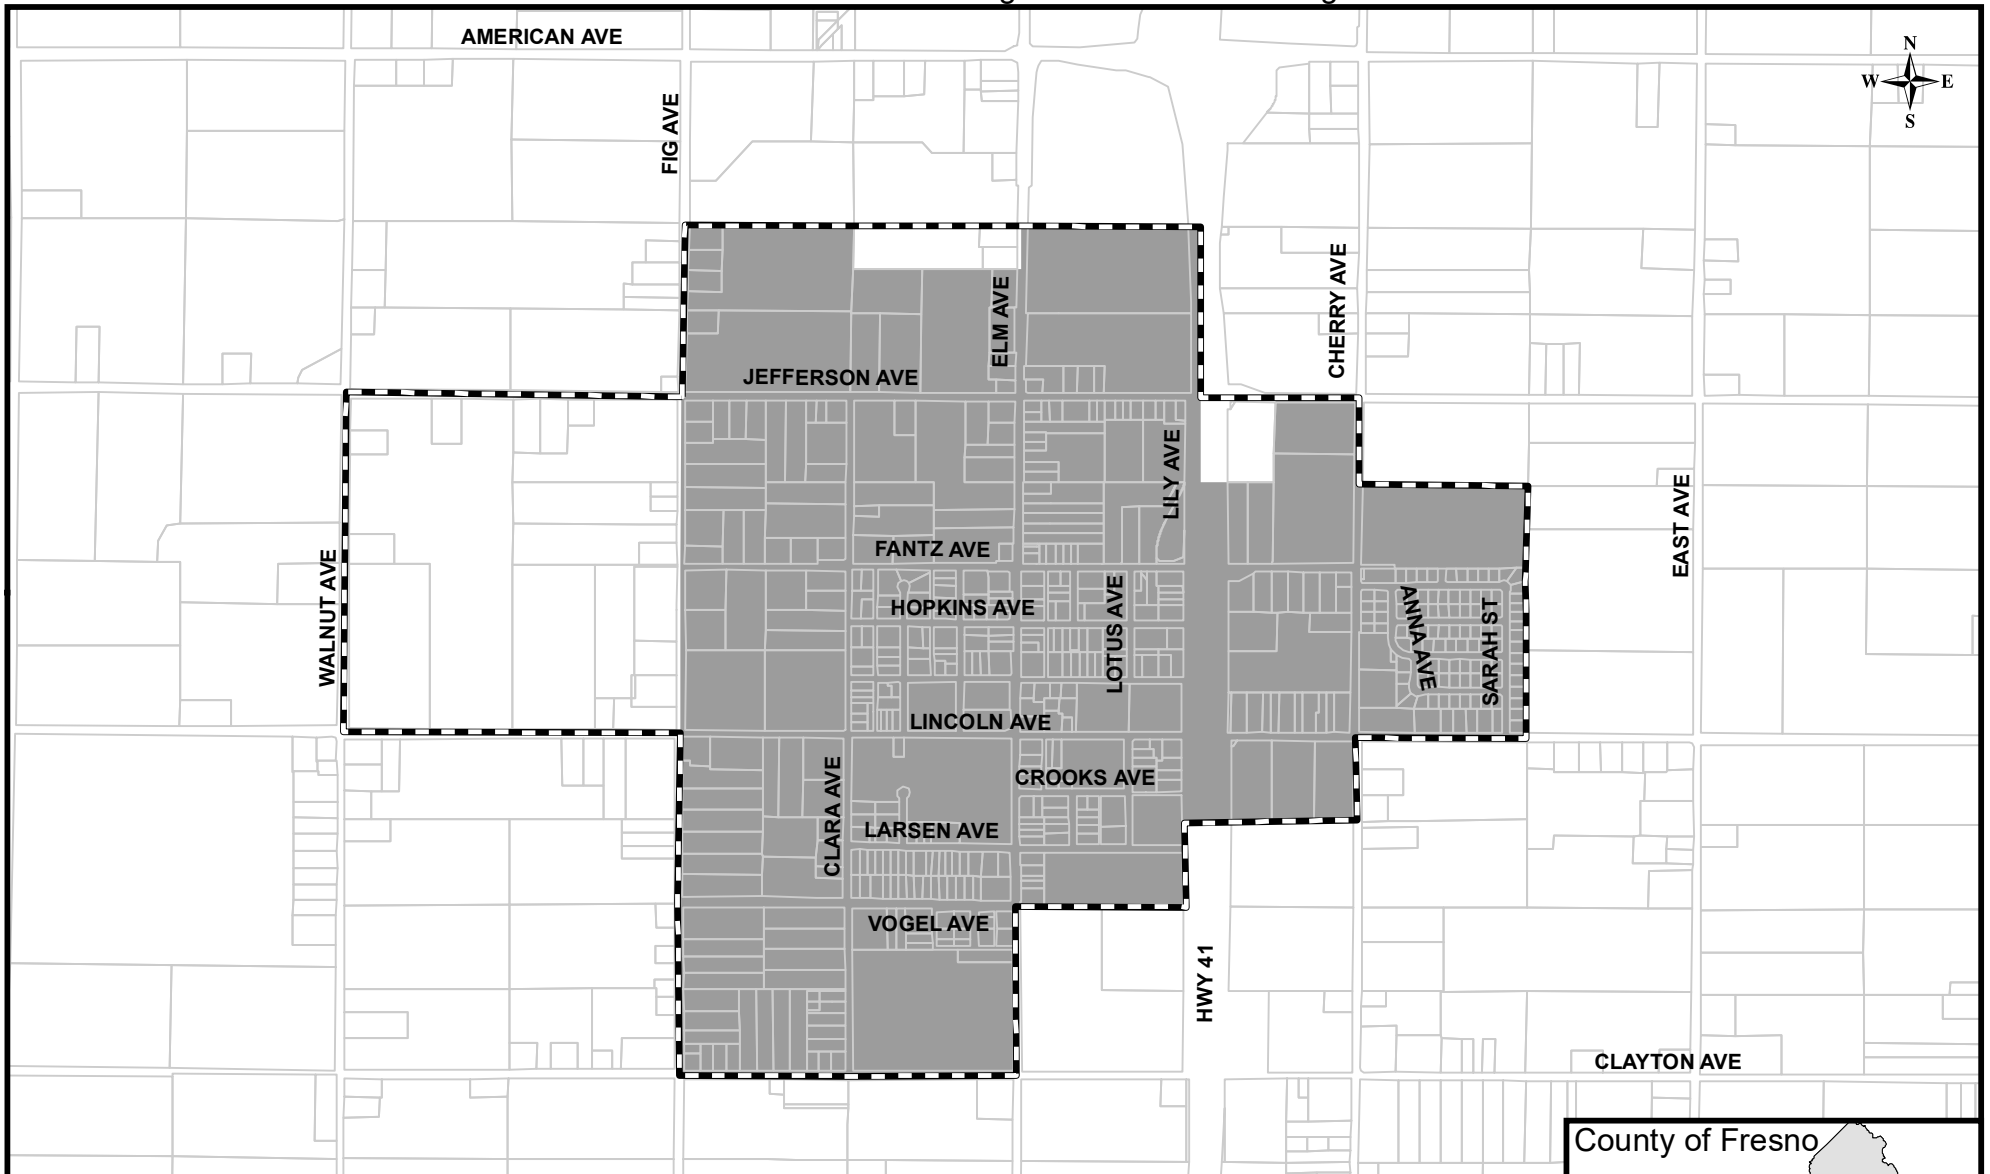 AMERICAN AVE
N
W E
S
FIG AVE
CHERRY AVE
ELM AVE
JEFFERSON AVE
LILY AVE
EAST AVE
FANTZ AVE
WALNUT AVE
HOPKINS AVE
LOTUS AVE
ANNA AVE
SARAH ST
LINCOLN AVE
CROOKS AVE
CLARA AVE
LARSEN AVE
VOGEL AVE
HWY 41
CLAYTON AVE
County of Fresno